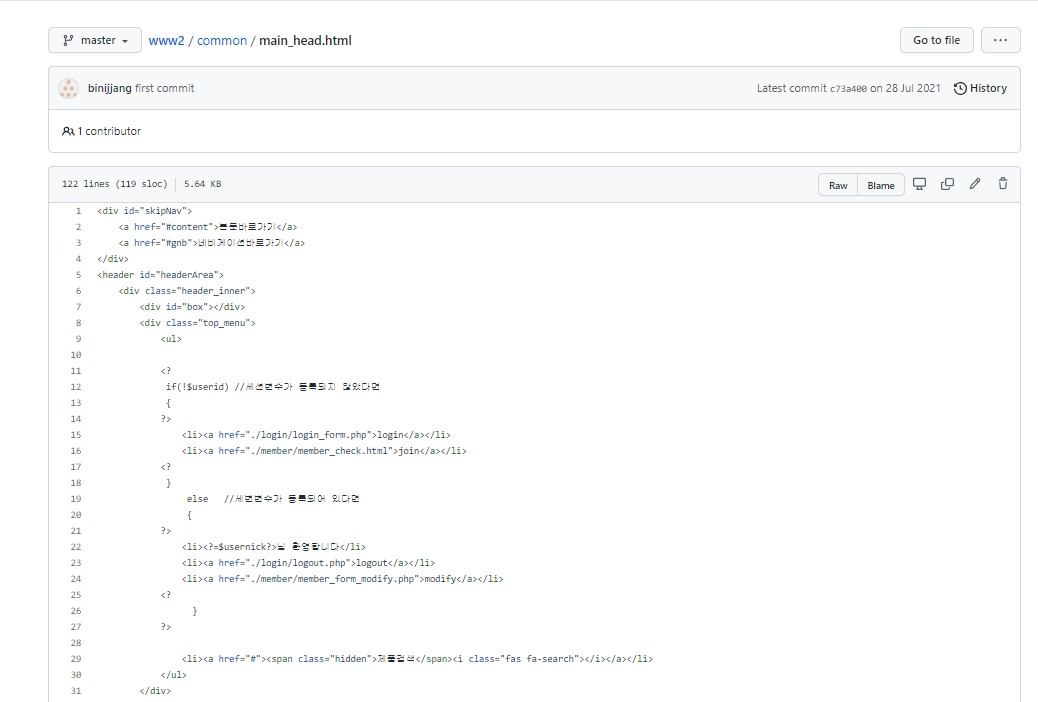 master
www2 / common / main_head.html
Go to file
···
binijjang first commit
Latest commit c73a400 on 28 Jul 2021
History
1 contributor
122 lines (119 sloc)
5.64 KB
Raw
Blame
1 <div id="skipNav">
2 <a href="#content">본문바로가기</a>
3 <a href="#gnb">네비게이션바로가기</a>
4 </div>
5 <header id="headerArea">
6 <div class="header_inner">
7 <div id="box"></div>
8 <div class="top_menu">
9 <ul>
10
11 <?
12 if(!$userid) //세션변수가 등록되지 않았다면
13 {
14 ?>
15 <li><a href="./login/login_form.php">login</a></li>
16 <li><a href="./member/member_check.html">join</a></li>
17 <?
18 }
19 else //세변변수가 등록되어 있다면
20 {
21 ?>
22 <li><?=$usernick?>님 환영합니다</li>
23 <li><a href="./login/logout.php">logout</a></li>
24 <li><a href="./member/member_form_modify.php">modify</a></li>
25 <?
26 }
27 ?>
28
29 <li><a href="#"><span class="hidden">제품검색</span><i class="fas fa-search"></i></a></li>
30 </ul>
31 </div>